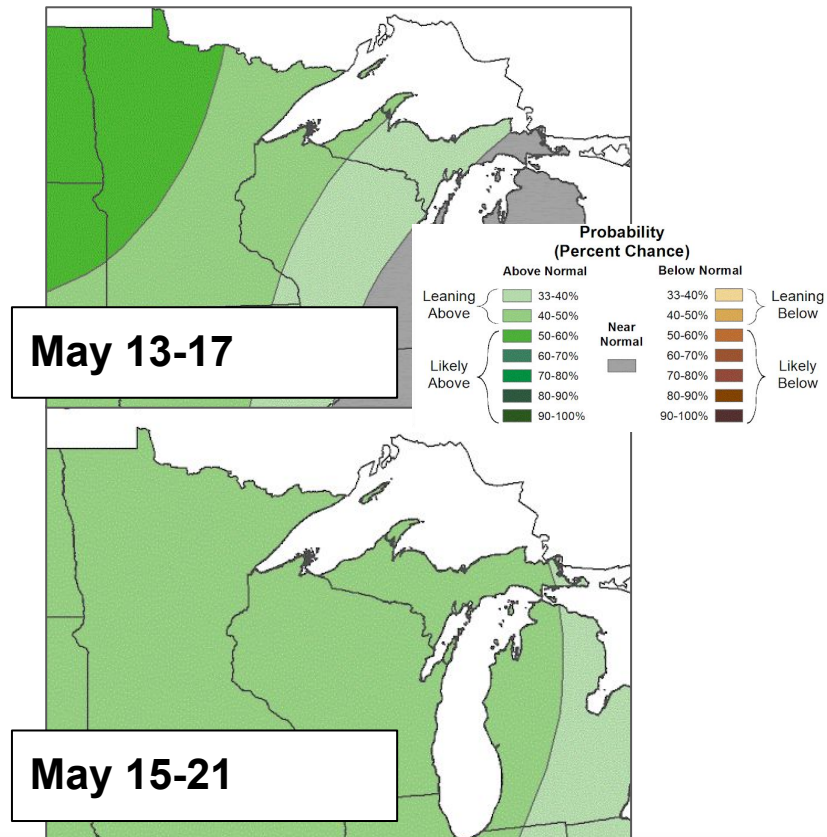 Probability
(Percent Chance)
Above Normal Below Normal
Leaning Above 33-40% 33-40% Leaning Below
40-50% 40-50%
Likely Above 50-60% Near Normal 50-60% Likely Below
60-70% 60-70%
70-80% 70-80%
80-90% 80-90%
90-100% 90-100%
May 13-17
May 15-21